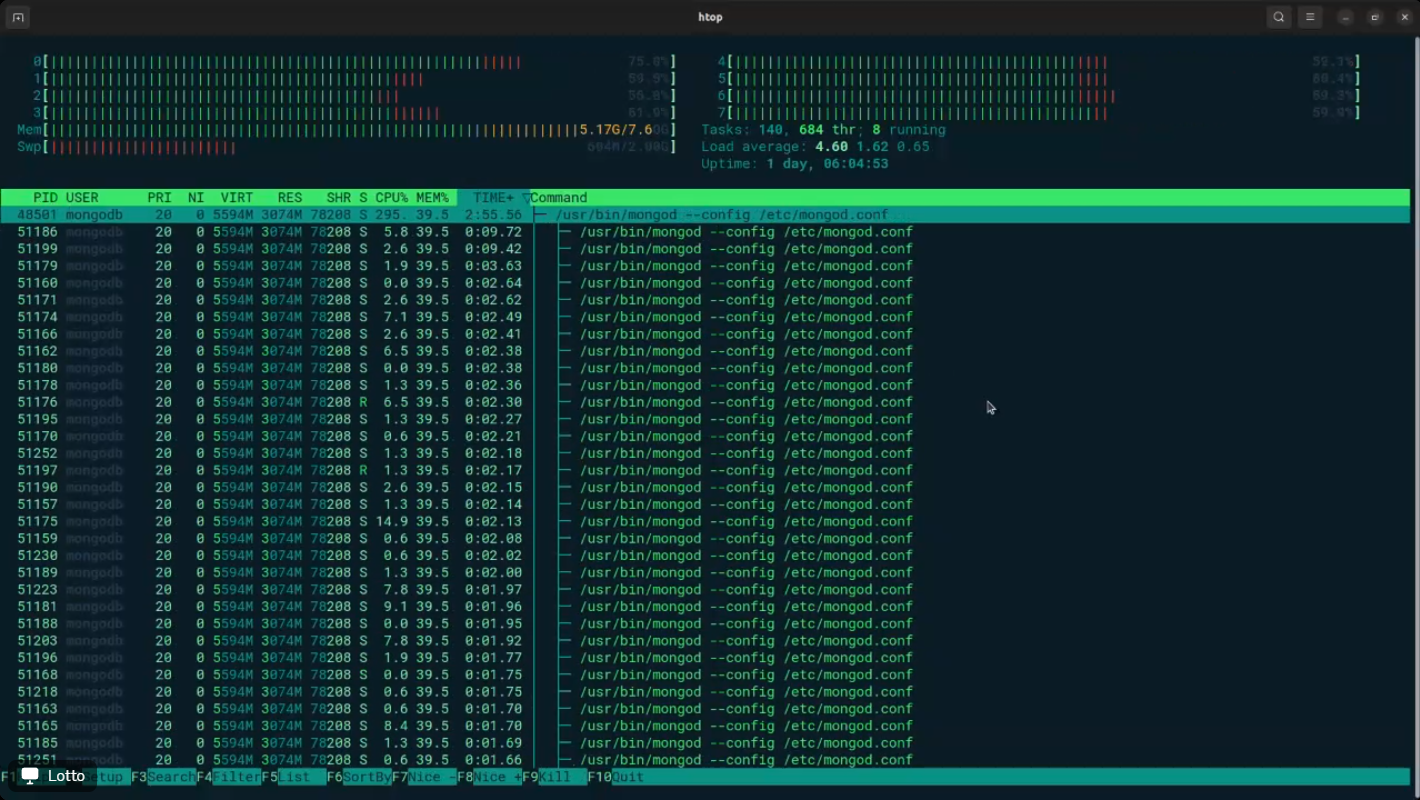 htop
0[ 75.0%] 4[ 59.3%]
1[ 59.9%] 5[ 60.4%]
2[ 56.6%] 6[ 60.3%]
3[ 61.0%] 7[ 59.9%]
Mem[ 5.17G/7.60G] Tasks: 140, 684 thr; 8 running
Swp[ 604M/2.00G] Load average: 4.60 1.62 0.65
Uptime: 1 day, 06:04:53
PID USER PRI NI VIRT RES SHR S CPU% MEM% TIME+ ▽Command
48501 mongodb 20 0 5594M 3074M 78208 S 295. 39.5 2:55.56 ├─ /usr/bin/mongod --config /etc/mongod.conf
51186 mongodb 20 0 5594M 3074M 78208 S 5.8 39.5 0:09.72 │ ├─ /usr/bin/mongod --config /etc/mongod.conf
51199 mongodb 20 0 5594M 3074M 78208 S 2.6 39.5 0:09.42 │ ├─ /usr/bin/mongod --config /etc/mongod.conf
51179 mongodb 20 0 5594M 3074M 78208 S 1.9 39.5 0:03.63 │ ├─ /usr/bin/mongod --config /etc/mongod.conf
51160 mongodb 20 0 5594M 3074M 78208 S 0.0 39.5 0:02.64 │ ├─ /usr/bin/mongod --config /etc/mongod.conf
51171 mongodb 20 0 5594M 3074M 78208 S 2.6 39.5 0:02.62 │ ├─ /usr/bin/mongod --config /etc/mongod.conf
51174 mongodb 20 0 5594M 3074M 78208 S 7.1 39.5 0:02.49 │ ├─ /usr/bin/mongod --config /etc/mongod.conf
51166 mongodb 20 0 5594M 3074M 78208 S 2.6 39.5 0:02.41 │ ├─ /usr/bin/mongod --config /etc/mongod.conf
51162 mongodb 20 0 5594M 3074M 78208 S 6.5 39.5 0:02.38 │ ├─ /usr/bin/mongod --config /etc/mongod.conf
51180 mongodb 20 0 5594M 3074M 78208 S 0.0 39.5 0:02.38 │ ├─ /usr/bin/mongod --config /etc/mongod.conf
51178 mongodb 20 0 5594M 3074M 78208 S 1.3 39.5 0:02.36 │ ├─ /usr/bin/mongod --config /etc/mongod.conf
51176 mongodb 20 0 5594M 3074M 78208 R 6.5 39.5 0:02.30 │ ├─ /usr/bin/mongod --config /etc/mongod.conf
51195 mongodb 20 0 5594M 3074M 78208 S 1.3 39.5 0:02.27 │ ├─ /usr/bin/mongod --config /etc/mongod.conf
51170 mongodb 20 0 5594M 3074M 78208 S 0.6 39.5 0:02.21 │ ├─ /usr/bin/mongod --config /etc/mongod.conf
51252 mongodb 20 0 5594M 3074M 78208 S 1.3 39.5 0:02.18 │ ├─ /usr/bin/mongod --config /etc/mongod.conf
51197 mongodb 20 0 5594M 3074M 78208 R 1.3 39.5 0:02.17 │ ├─ /usr/bin/mongod --config /etc/mongod.conf
51190 mongodb 20 0 5594M 3074M 78208 S 2.6 39.5 0:02.15 │ ├─ /usr/bin/mongod --config /etc/mongod.conf
51157 mongodb 20 0 5594M 3074M 78208 S 1.3 39.5 0:02.14 │ ├─ /usr/bin/mongod --config /etc/mongod.conf
51175 mongodb 20 0 5594M 3074M 78208 S 14.9 39.5 0:02.13 │ ├─ /usr/bin/mongod --config /etc/mongod.conf
51159 mongodb 20 0 5594M 3074M 78208 S 0.6 39.5 0:02.08 │ ├─ /usr/bin/mongod --config /etc/mongod.conf
51230 mongodb 20 0 5594M 3074M 78208 S 0.6 39.5 0:02.02 │ ├─ /usr/bin/mongod --config /etc/mongod.conf
51189 mongodb 20 0 5594M 3074M 78208 S 1.3 39.5 0:02.00 │ ├─ /usr/bin/mongod --config /etc/mongod.conf
51223 mongodb 20 0 5594M 3074M 78208 S 7.8 39.5 0:01.97 │ ├─ /usr/bin/mongod --config /etc/mongod.conf
51181 mongodb 20 0 5594M 3074M 78208 S 9.1 39.5 0:01.96 │ ├─ /usr/bin/mongod --config /etc/mongod.conf
51188 mongodb 20 0 5594M 3074M 78208 S 0.0 39.5 0:01.95 │ ├─ /usr/bin/mongod --config /etc/mongod.conf
51203 mongodb 20 0 5594M 3074M 78208 S 7.8 39.5 0:01.92 │ ├─ /usr/bin/mongod --config /etc/mongod.conf
51196 mongodb 20 0 5594M 3074M 78208 S 1.9 39.5 0:01.77 │ ├─ /usr/bin/mongod --config /etc/mongod.conf
51168 mongodb 20 0 5594M 3074M 78208 S 0.0 39.5 0:01.75 │ ├─ /usr/bin/mongod --config /etc/mongod.conf
51218 mongodb 20 0 5594M 3074M 78208 S 0.6 39.5 0:01.75 │ ├─ /usr/bin/mongod --config /etc/mongod.conf
51163 mongodb 20 0 5594M 3074M 78208 S 0.6 39.5 0:01.70 │ ├─ /usr/bin/mongod --config /etc/mongod.conf
51165 mongodb 20 0 5594M 3074M 78208 S 8.4 39.5 0:01.70 │ ├─ /usr/bin/mongod --config /etc/mongod.conf
51185 mongodb 20 0 5594M 3074M 78208 S 1.3 39.5 0:01.69 │ ├─ /usr/bin/mongod --config /etc/mongod.conf
51251 mongodb 20 0 5594M 3074M 78208 S 0.6 39.5 0:01.66 │ ├─ /usr/bin/mongod --config /etc/mongod.conf
F1 etup F3Search F4Filter F5List F6SortBy F7Nice - F8Nice + F9Kill F10Quit
Lotto